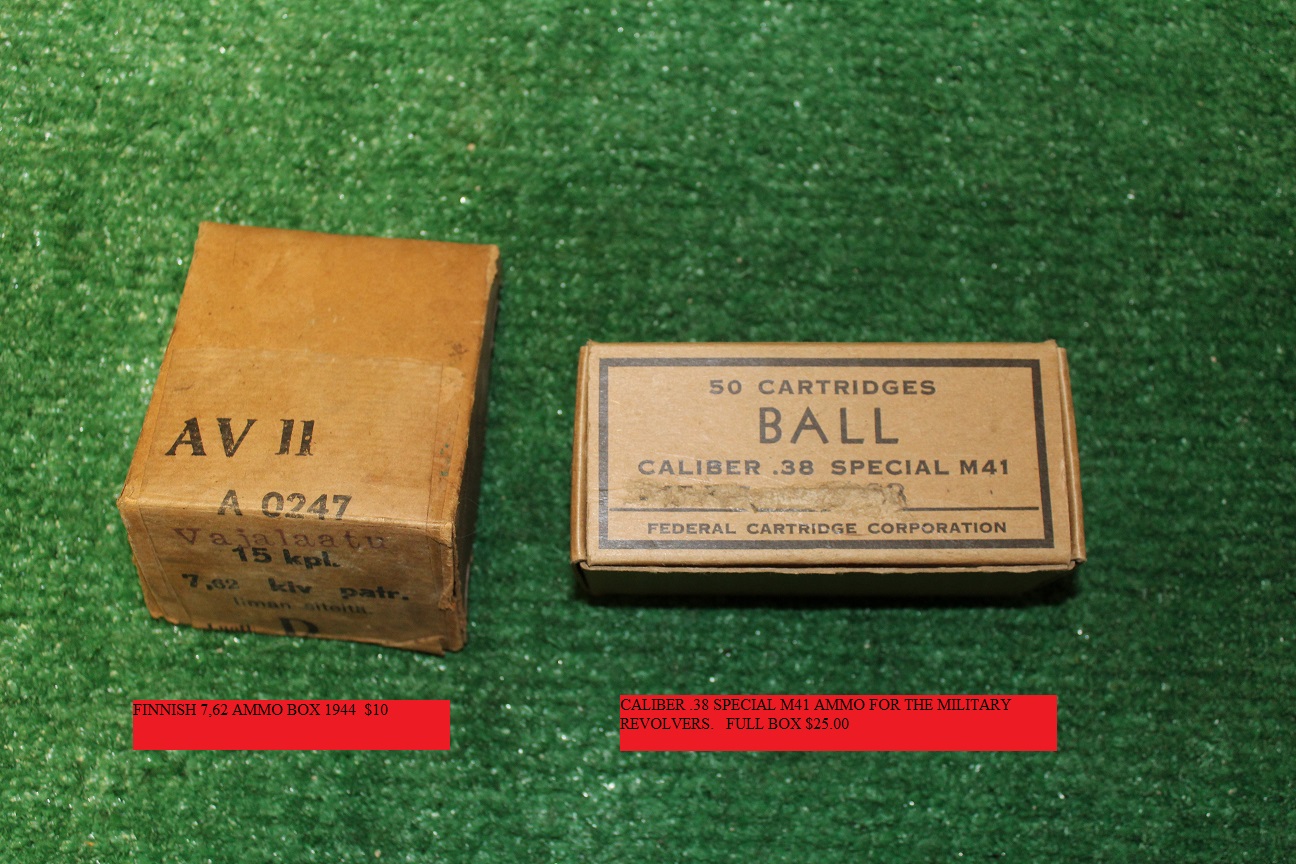 AV II
A 0247
Vajalaatu
15 kpl.
7,62 kiv patr.
liman siteitä.
D
50 CARTRIDGES
BALL
CALIBER .38 SPECIAL M41
FEDERAL CARTRIDGE CORPORATION
FINNISH 7,62 AMMO BOX 1944 $10
CALIBER .38 SPECIAL M41 AMMO FOR THE MILITARY
REVOLVERS. FULL BOX $25.00